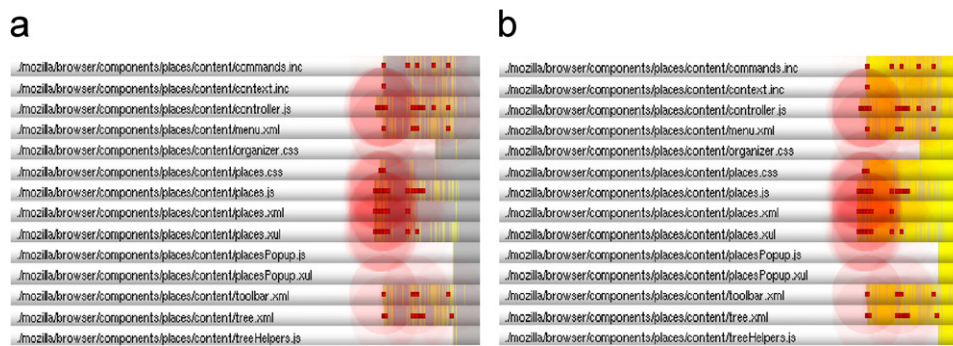 a
b
./mozilla/browser/components/places/content/commands.inc
./mozilla/browser/components/places/content/context.inc
./mozilla/browser/components/places/content/controller.js
./mozilla/browser/components/places/content/menu.xml
./mozilla/browser/components/places/content/organizer.css
./mozilla/browser/components/places/content/places.css
./mozilla/browser/components/places/content/places.js
./mozilla/browser/components/places/content/places.xml
./mozilla/browser/components/places/content/places.xul
./mozilla/browser/components/places/content/placesPopup.js
./mozilla/browser/components/places/content/placesPopup.xul
./mozilla/browser/components/places/content/toolbar.xml
./mozilla/browser/components/places/content/tree.xml
./mozilla/browser/components/places/content/treeHelpers.js
./mozilla/browser/components/places/content/commands.inc
./mozilla/browser/components/places/content/context.inc
./mozilla/browser/components/places/content/controller.js
./mozilla/browser/components/places/content/menu.xml
./mozilla/browser/components/places/content/organizer.css
./mozilla/browser/components/places/content/places.css
./mozilla/browser/components/places/content/places.js
./mozilla/browser/components/places/content/places.xml
./mozilla/browser/components/places/content/places.xul
./mozilla/browser/components/places/content/placesPopup.js
./mozilla/browser/components/places/content/placesPopup.xul
./mozilla/browser/components/places/content/toolbar.xml
./mozilla/browser/components/places/content/tree.xml
./mozilla/browser/components/places/content/treeHelpers.js